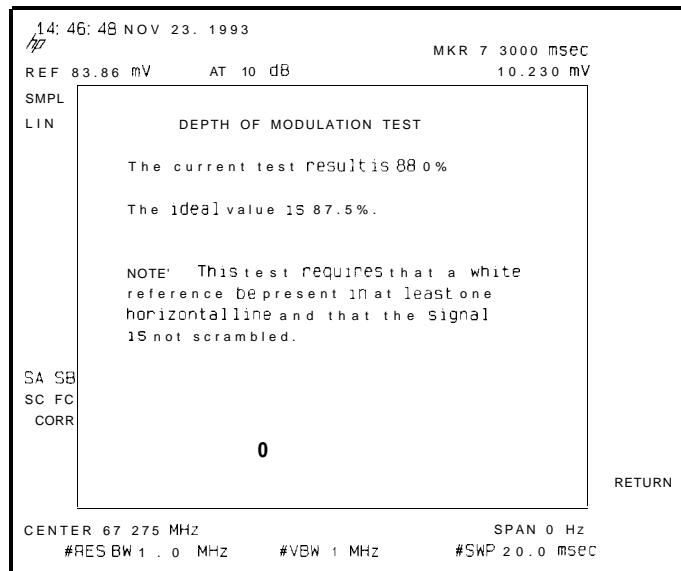 14:46:48 NOV 23. 1993
hp
MKR 7 3000 msec
REF 83.86 mV AT 10 dB 10.230 mV
SMPL
LIN
DEPTH OF MODULATION TEST
The current test result is 88 0%
The ideal value is 87.5%.
NOTE' This test requires that a white
reference be present in at least one
horizontal line and that the signal
is not scrambled.
SA SB
SC FC
CORR
0
RETURN
CENTER 67 275 MHz SPAN 0 Hz
#RES BW 1.0 MHz #VBW 1 MHz #SWP 20.0 msec